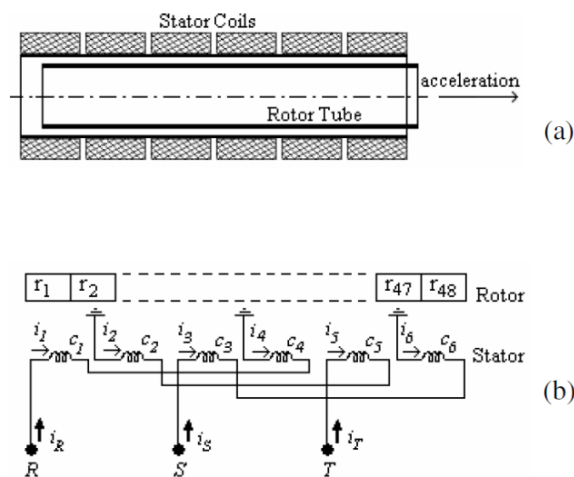 Stator Coils
acceleration
Rotor Tube
(a)
r1 r2 r47 r48 Rotor
i1 c1 i2 c2 i3 c3 i4 c4 i5 c5 i6 c6 Stator
(b)
iR iS iT
R S T